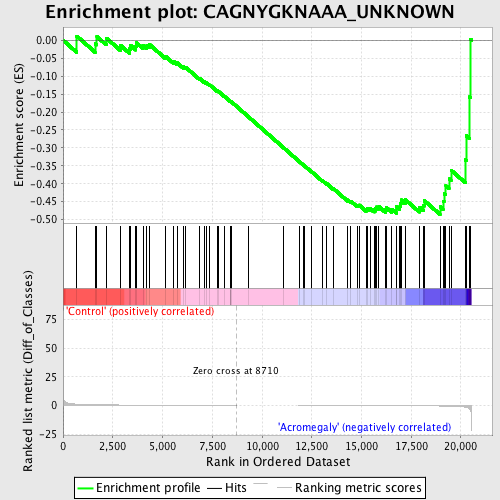 Enrichment plot: CAGNYGKNAAA_UNKNOWN
Enrichment score (ES)
0.00
-0.05
-0.10
-0.15
-0.20
-0.25
-0.30
-0.35
-0.40
-0.45
-0.50
'Control' (positively correlated)
Ranked list metric (Diff_of_Classes)
75
50
25
0
-25
Zero cross at 8710
'Acromegaly' (negatively correlated)
0 2,500 5,000 7,500 10,000 12,500 15,000 17,500 20,000
Rank in Ordered Dataset
Enrichment profile Hits Ranking metric scores